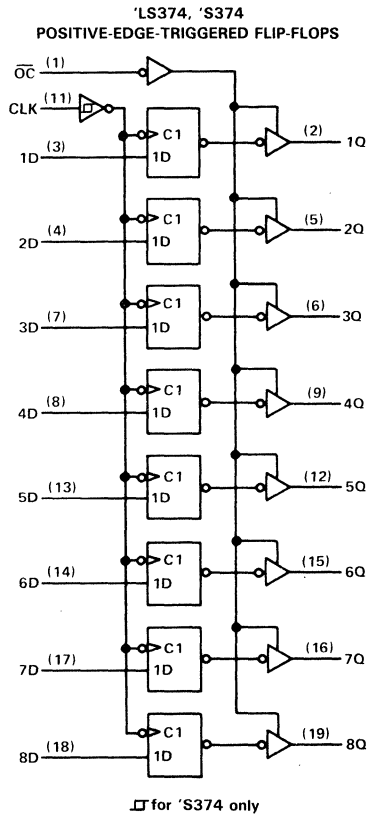 'LS374, 'S374
POSITIVE-EDGE-TRIGGERED FLIP-FLOPS
OC (1)
CLK (11)
C1
1D (3) 1D (2) 1Q
C1
2D (4) 1D (5) 2Q
C1
3D (7) 1D (6) 3Q
C1
4D (8) 1D (9) 4Q
C1
5D (13) 1D (12) 5Q
C1
6D (14) 1D (15) 6Q
C1
7D (17) 1D (16) 7Q
C1
8D (18) 1D (19) 8Q
for 'S374 only